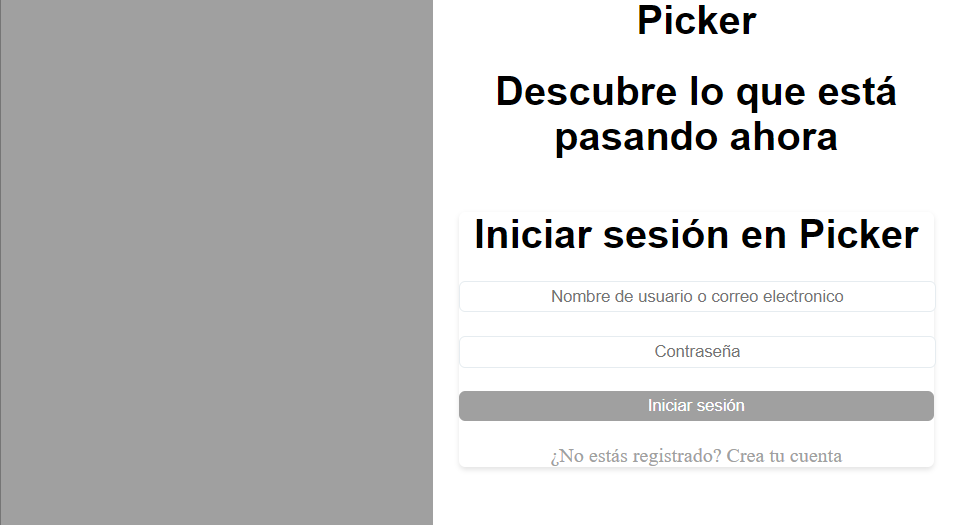 Picker
Descubre lo que está
pasando ahora
Iniciar sesión en Picker
Nombre de usuario o correo electronico
Contraseña
Iniciar sesión
¿No estás registrado? Crea tu cuenta